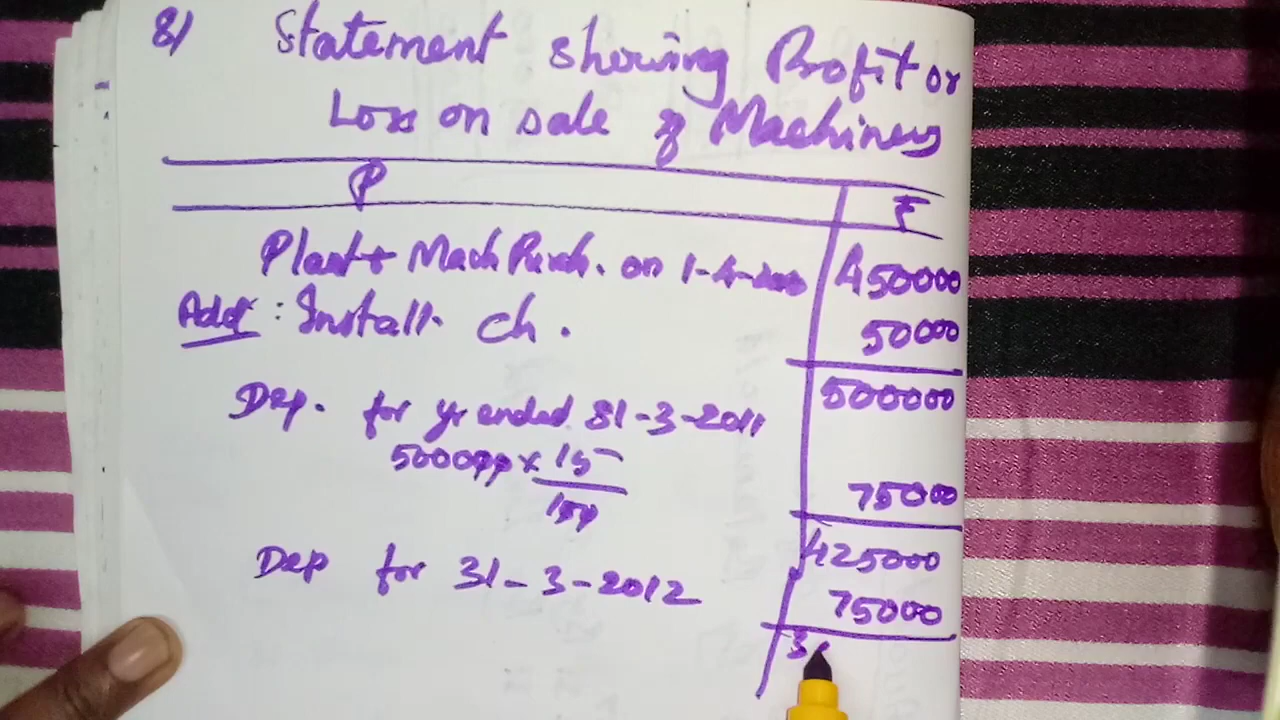 8) Statement showing Profit or
Loss on sale of Machinery
P ₹
Plant + Mach Purch. on 1-4- 450000
Add : Install. ch. 50000
500000
Dep. for yr ended 31-3-2011
500000 x 15
100
75000
425000
Dep for 31-3-2012 75000
3